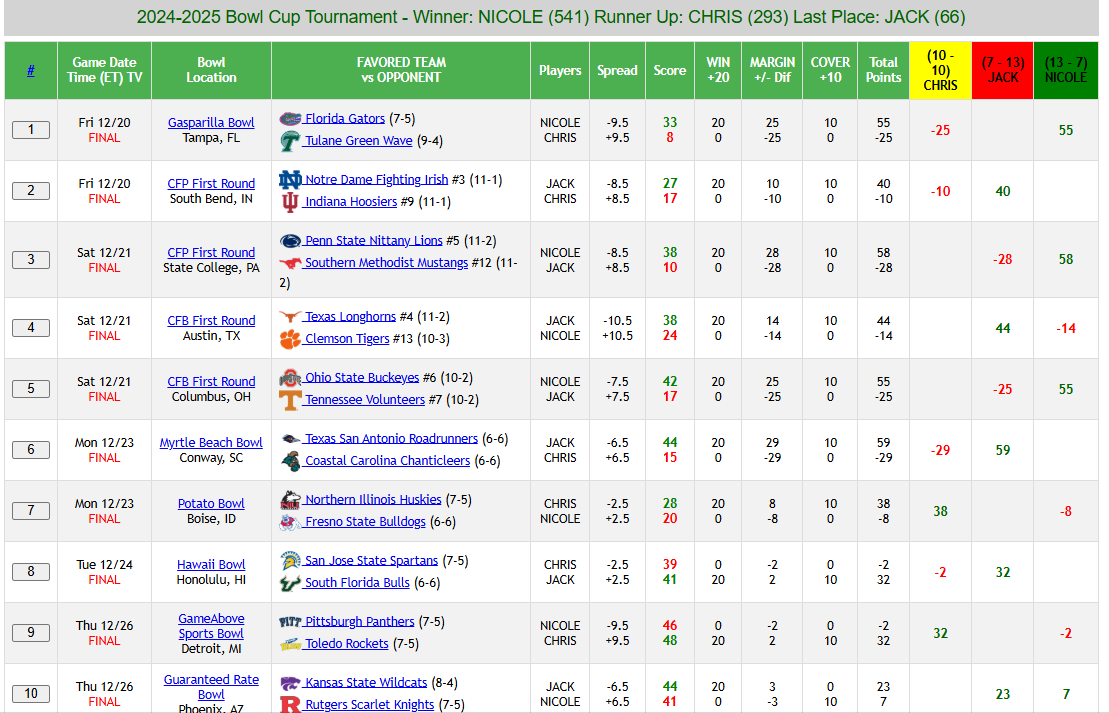 2024-2025 Bowl Cup Tournament - Winner: NICOLE (541) Runner Up: CHRIS (293) Last Place: JACK (66)
# Game Date Time (ET) TV Bowl Location FAVORED TEAM vs OPPONENT Players Spread Score WIN +20 MARGIN +/- Dif COVER +10 Total Points (10 - 10) CHRIS (7 - 13) JACK (13 - 7) NICOLE
1 Fri 12/20 Gasparilla Bowl Florida Gators (7-5) NICOLE -9.5 33 20 25 10 55 -25 55
FINAL Tampa, FL Tulane Green Wave (9-4) CHRIS +9.5 8 0 -25 0 -25
2 Fri 12/20 CFP First Round Notre Dame Fighting Irish #3 (11-1) JACK -8.5 27 20 10 10 40 -10 40
FINAL South Bend, IN Indiana Hoosiers #9 (11-1) CHRIS +8.5 17 0 -10 0 -10
3 Sat 12/21 CFP First Round Penn State Nittany Lions #5 (11-2) NICOLE -8.5 38 20 28 10 58 -28 58
FINAL State College, PA Southern Methodist Mustangs #12 (11-2) JACK +8.5 10 0 -28 0 -28
4 Sat 12/21 CFB First Round Texas Longhorns #4 (11-2) JACK -10.5 38 20 14 10 44 44 -14
FINAL Austin, TX Clemson Tigers #13 (10-3) NICOLE +10.5 24 0 -14 0 -14
5 Sat 12/21 CFB First Round Ohio State Buckeyes #6 (10-2) NICOLE -7.5 42 20 25 10 55 -25 55
FINAL Columbus, OH Tennessee Volunteers #7 (10-2) JACK +7.5 17 0 -25 0 -25
6 Mon 12/23 Myrtle Beach Bowl Texas San Antonio Roadrunners (6-6) JACK -6.5 44 20 29 10 59 -29 59
FINAL Conway, SC Coastal Carolina Chanticleers (6-6) CHRIS +6.5 15 0 -29 0 -29
7 Mon 12/23 Potato Bowl Northern Illinois Huskies (7-5) CHRIS -2.5 28 20 8 10 38 38 -8
FINAL Boise, ID Fresno State Bulldogs (6-6) NICOLE +2.5 20 0 -8 0 -8
8 Tue 12/24 Hawaii Bowl San Jose State Spartans (7-5) CHRIS -2.5 39 0 -2 0 -2 -2 32
FINAL Honolulu, HI South Florida Bulls (6-6) JACK +2.5 41 20 2 10 32
9 Thu 12/26 GameAbove Sports Bowl PITT Pittsburgh Panthers (7-5) NICOLE -9.5 46 0 -2 0 -2 32 -2
FINAL Detroit, MI Toledo Rockets (7-5) CHRIS +9.5 48 20 2 10 32
10 Thu 12/26 Guaranteed Rate Bowl Kansas State Wildcats (8-4) JACK -6.5 44 20 3 0 23 23 7
FINAL Phoenix, AZ Rutgers Scarlet Knights (7-5) NICOLE +6.5 41 0 -3 10 7